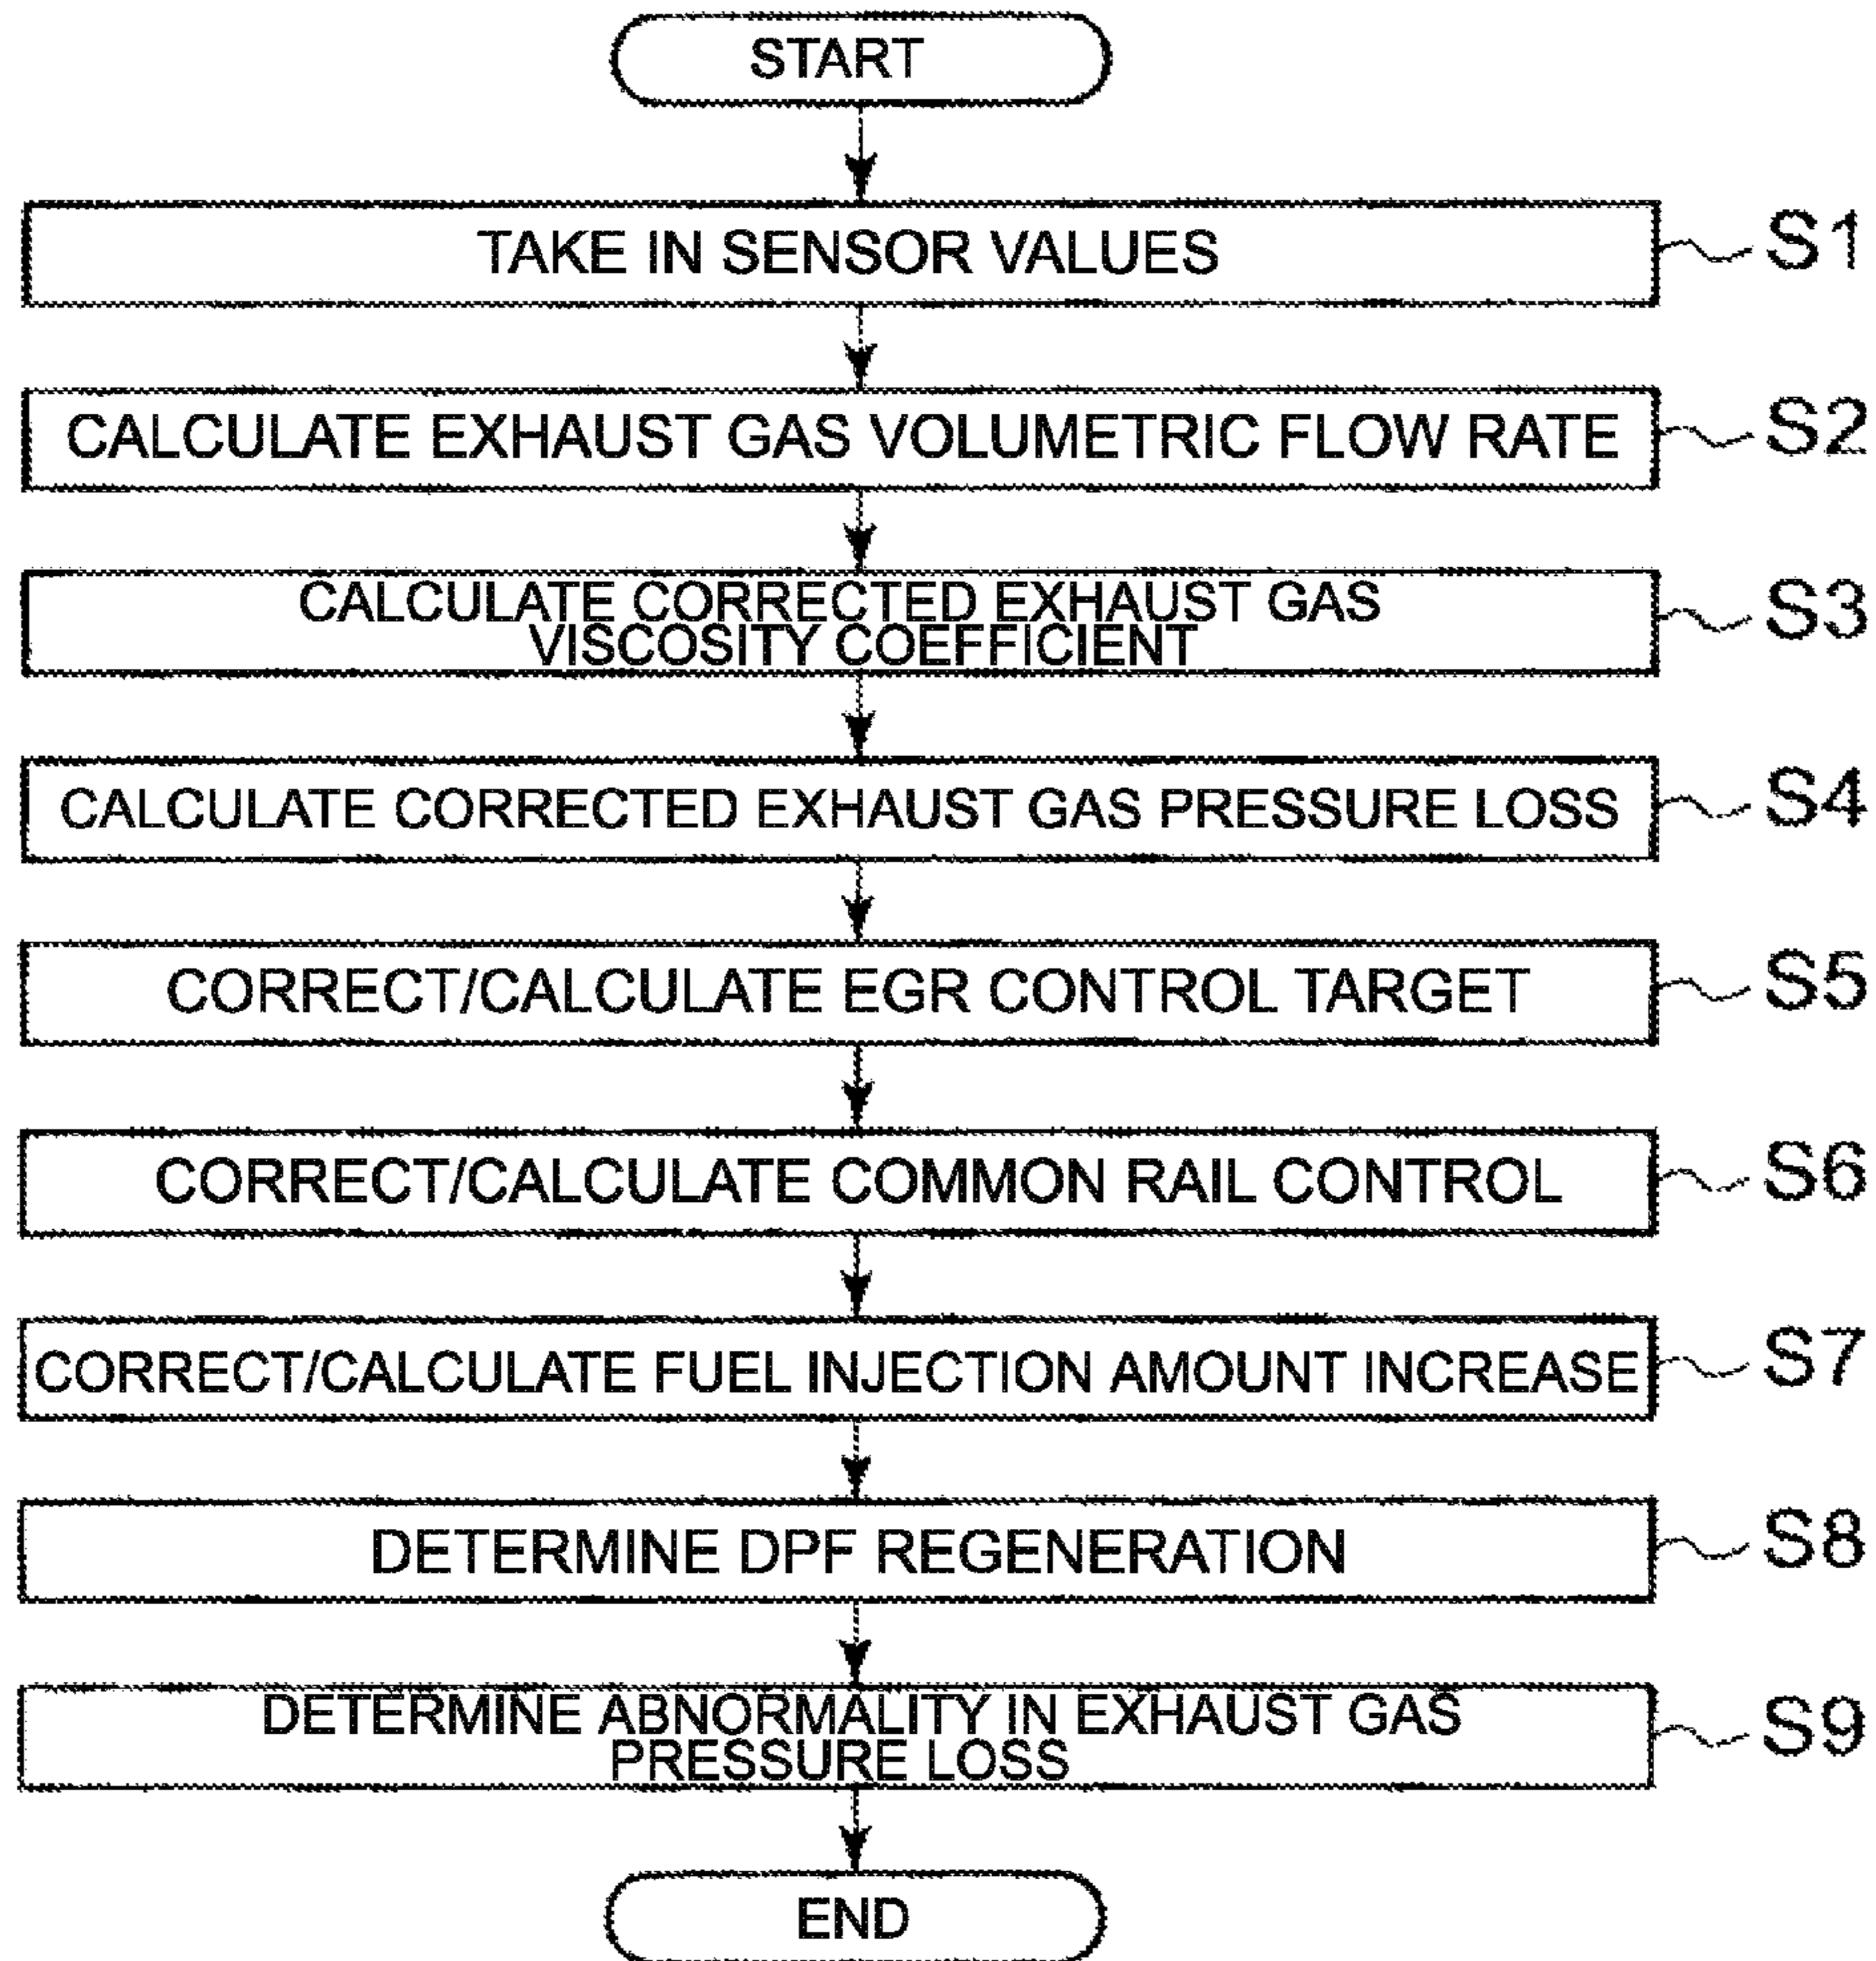 START
TAKE IN SENSOR VALUES
S1
CALCULATE EXHAUST GAS VOLUMETRIC FLOW RATE
S2
CALCULATE CORRECTED EXHAUST GAS
VISCOSITY COEFFICIENT
S3
CALCULATE CORRECTED EXHAUST GAS PRESSURE LOSS
S4
CORRECT/CALCULATE EGR CONTROL TARGET
S5
CORRECT/CALCULATE COMMON RAIL CONTROL
S6
CORRECT/CALCULATE FUEL INJECTION AMOUNT INCREASE
S7
DETERMINE DPF REGENERATION
S8
DETERMINE ABNORMALITY IN EXHAUST GAS
PRESSURE LOSS
S9
END